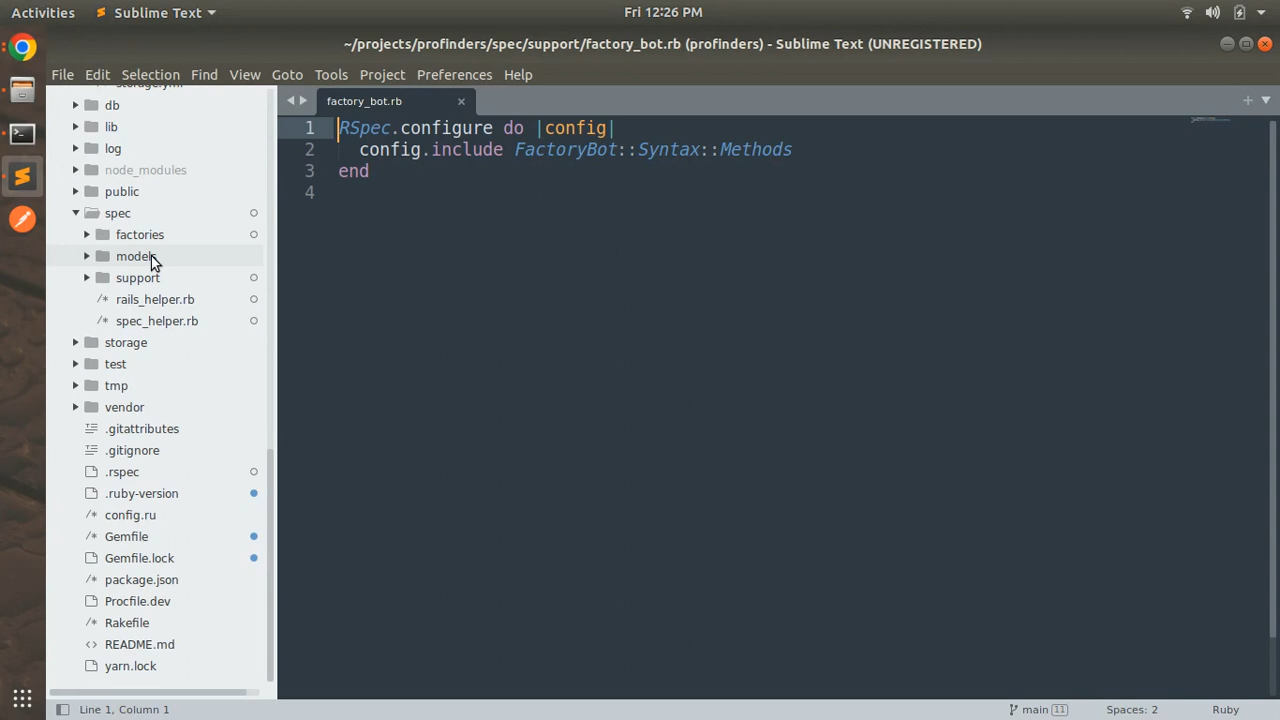 Activities
Sublime Text
Fri 12:26 PM
~/projects/profinders/spec/support/factory_bot.rb (profinders) - Sublime Text (UNREGISTERED)
File Edit Selection Find View Goto Tools Project Preferences Help
storage.yml
db
lib
log
node_modules
public
spec
factories
models
support
/* rails_helper.rb
/* spec_helper.rb
storage
test
tmp
vendor
.gitattributes
.gitignore
.rspec
.ruby-version
/* config.ru
/* Gemfile
Gemfile.lock
/* package.json
Procfile.dev
/* Rakefile
<> README.md
yarn.lock
factory_bot.rb
1 RSpec.configure do |config|
2 config.include FactoryBot::Syntax::Methods
3 end
4
Line 1, Column 1
main 11
Spaces: 2
Ruby